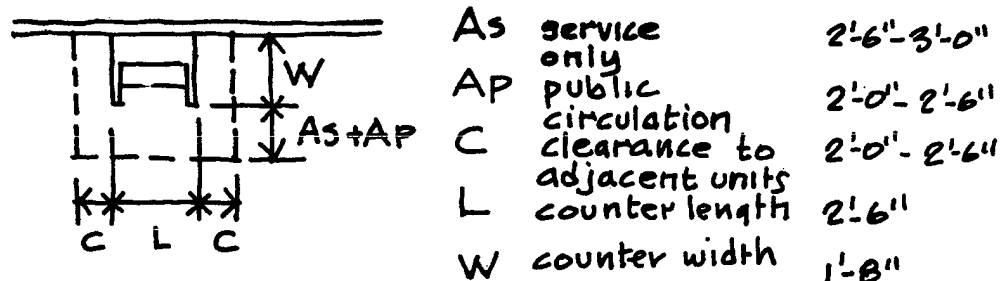 W
As+Ap
C L C
As service only 2'-6"-3'-0"
Ap public circulation 2'-0"-2'-6"
C clearance to adjacent units 2'-0"-2'-6"
L counter length 2'-6"
W counter width 1'-8"